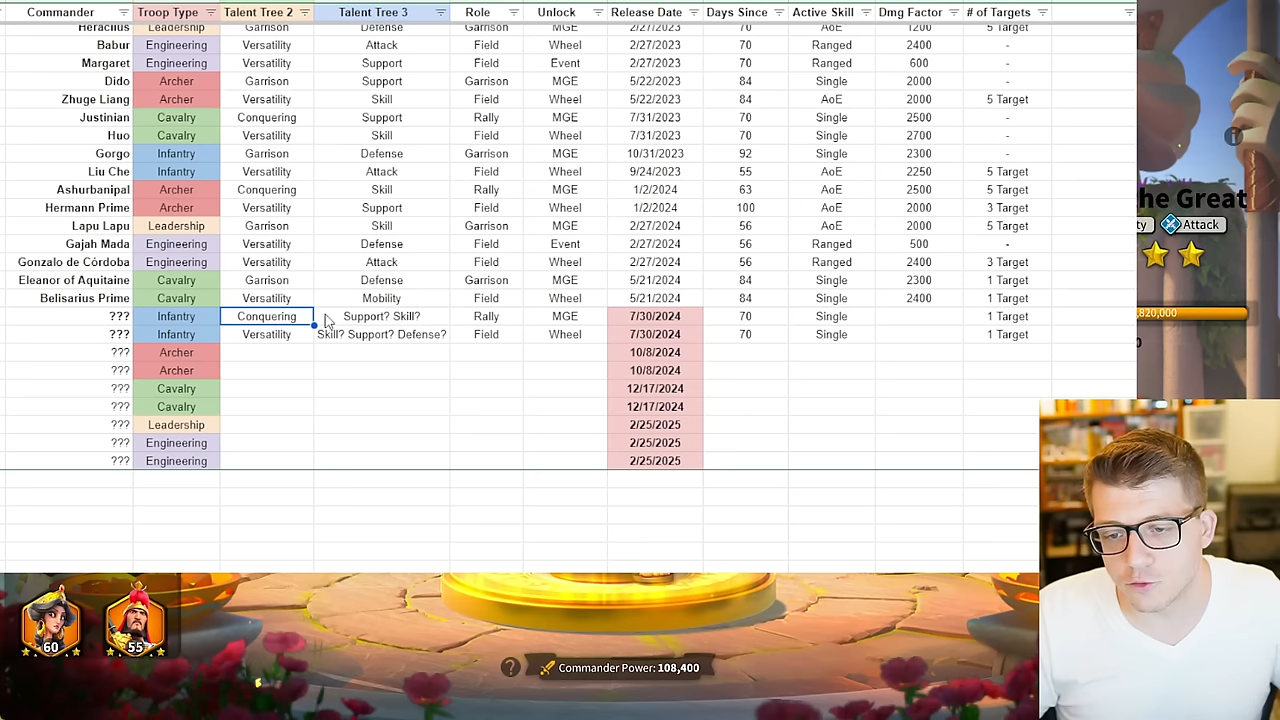 Commander Troop Type Talent Tree 2 Talent Tree 3 Role Unlock Release Date Days Since Active Skill Dmg Factor # of Targets
Heraclius Leadership Garrison Defense Garrison MGE 2/27/2023 70 AoE 1200 5 Target
Babur Engineering Versatility Attack Field Wheel 2/27/2023 70 Ranged 2400 -
Margaret Engineering Versatility Support Field Event 2/27/2023 70 Ranged 600 -
Dido Archer Garrison Support Garrison MGE 5/22/2023 84 Single 2000 -
Zhuge Liang Archer Versatility Skill Field Wheel 5/22/2023 84 AoE 2000 5 Target
Justinian Cavalry Conquering Support Rally MGE 7/31/2023 70 Single 2500 -
Huo Cavalry Versatility Skill Field Wheel 7/31/2023 70 Single 2700 -
Gorgo Infantry Garrison Defense Garrison MGE 10/31/2023 92 Single 2300 -
Liu Che Infantry Versatility Attack Field Wheel 9/24/2023 55 AoE 2250 5 Target
Ashurbanipal Archer Conquering Skill Rally MGE 1/2/2024 63 AoE 2500 5 Target
Hermann Prime Archer Versatility Support Field Wheel 1/2/2024 100 AoE 2000 3 Target
Lapu Lapu Leadership Garrison Skill Garrison MGE 2/27/2024 56 AoE 2000 5 Target
Gajah Mada Engineering Versatility Defense Field Event 2/27/2024 56 Ranged 500 -
Gonzalo de Córdoba Engineering Versatility Attack Field Wheel 2/27/2024 56 Ranged 2400 3 Target
Eleanor of Aquitaine Cavalry Garrison Defense Garrison MGE 5/21/2024 84 Single 2300 1 Target
Belisarius Prime Cavalry Versatility Mobility Field Wheel 5/21/2024 84 Single 2400 1 Target
??? Infantry Conquering Support? Skill? Rally MGE 7/30/2024 70 Single 1 Target
??? Infantry Versatility Skill? Support? Defense? Field Wheel 7/30/2024 70 Single 1 Target
??? Archer 10/8/2024
??? Archer 10/8/2024
??? Cavalry 12/17/2024
??? Cavalry 12/17/2024
??? Leadership 2/25/2025
??? Engineering 2/25/2025
??? Engineering 2/25/2025
he Great
ty Attack
,820,000
0
60 55
? Commander Power: 108,400